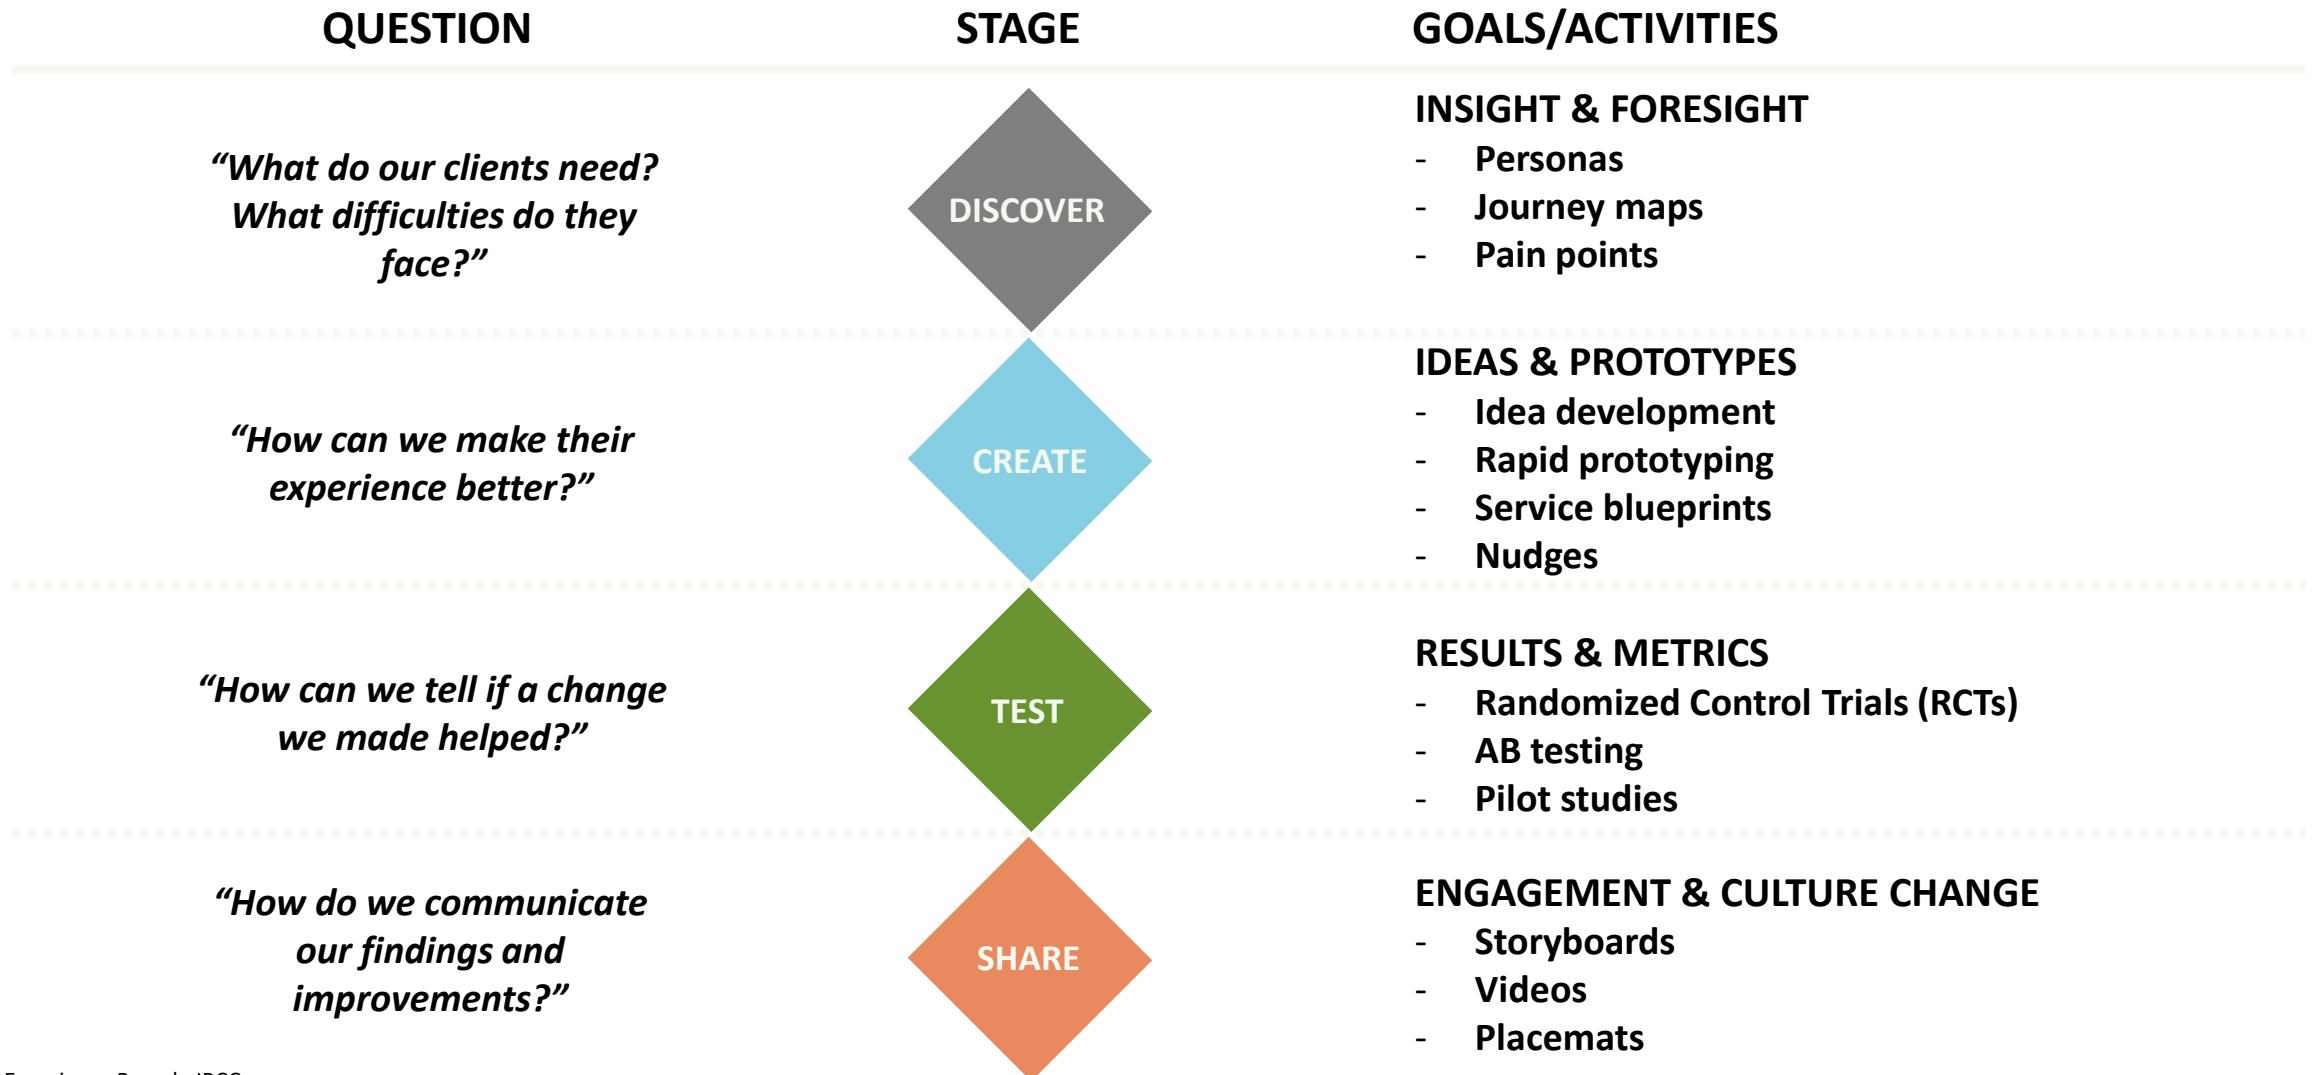 QUESTION STAGE GOALS/ACTIVITIES
“What do our clients need?
What difficulties do they
face?”
DISCOVER
INSIGHT & FORESIGHT
- Personas
- Journey maps
- Pain points
“How can we make their
experience better?”
CREATE
IDEAS & PROTOTYPES
- Idea development
- Rapid prototyping
- Service blueprints
- Nudges
“How can we tell if a change
we made helped?”
TEST
RESULTS & METRICS
- Randomized Control Trials (RCTs)
- AB testing
- Pilot studies
“How do we communicate
our findings and
improvements?”
SHARE
ENGAGEMENT & CULTURE CHANGE
- Storyboards
- Videos
- Placemats